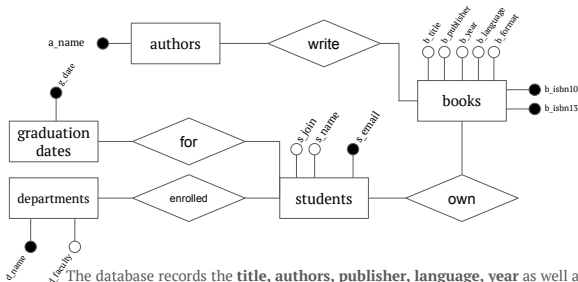 b_title
b_publisher
b_year
b_language
b_format
a_name
authors
write
g_date
books
b_isbn10
b_isbn13
graduation
dates
for
s_join
s_name
s_email
departments
enrolled
students
own
d_name
d_faculty
The database records the title, authors, publisher, language, year as well a